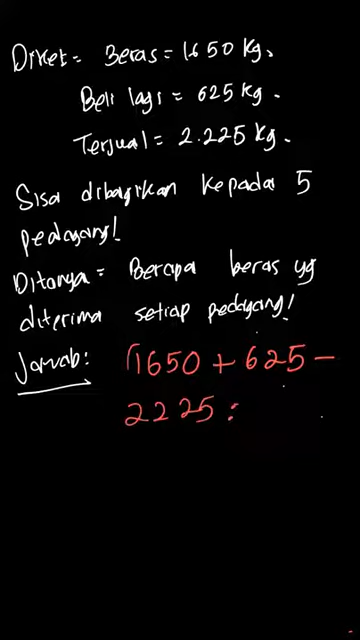 Diket = Beras = 1650 Kg.
Beli lagi = 625 Kg.
Terjual = 2.225 Kg.
Sisa dibagikan kepada 5
pedagang!
Ditanya = Berapa beras yg
diterima setiap pedagang!
Jawab: (1650 + 625 –
2225 :